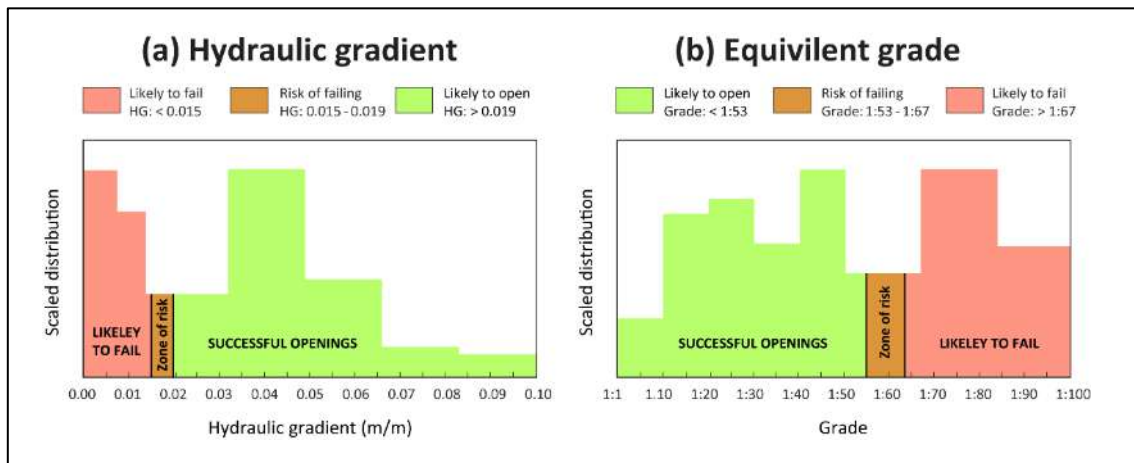 (a) Hydraulic gradient
Likely to fail
HG: < 0.015
Risk of failing
HG: 0.015 - 0.019
Likely to open
HG: > 0.019
Scaled distribution
LIKELEY
TO FAIL
Zone of risk
SUCCESSFUL OPENINGS
0.00 0.01 0.02 0.04 0.04 0.05 0.06 0.07 0.08 0.09 0.10
Hydraulic gradient (m/m)
(b) Equivilent grade
Likely to open
Grade: < 1:53
Risk of failing
Grade: 1:53 - 1:67
Likely to fail
Grade: > 1:67
Scaled distribution
SUCCESSFUL OPENINGS
Zone of risk
LIKELEY TO FAIL
1:1 1.10 1:20 1:30 1:40 1:50 1:60 1:70 1:80 1:90 1:100
Grade